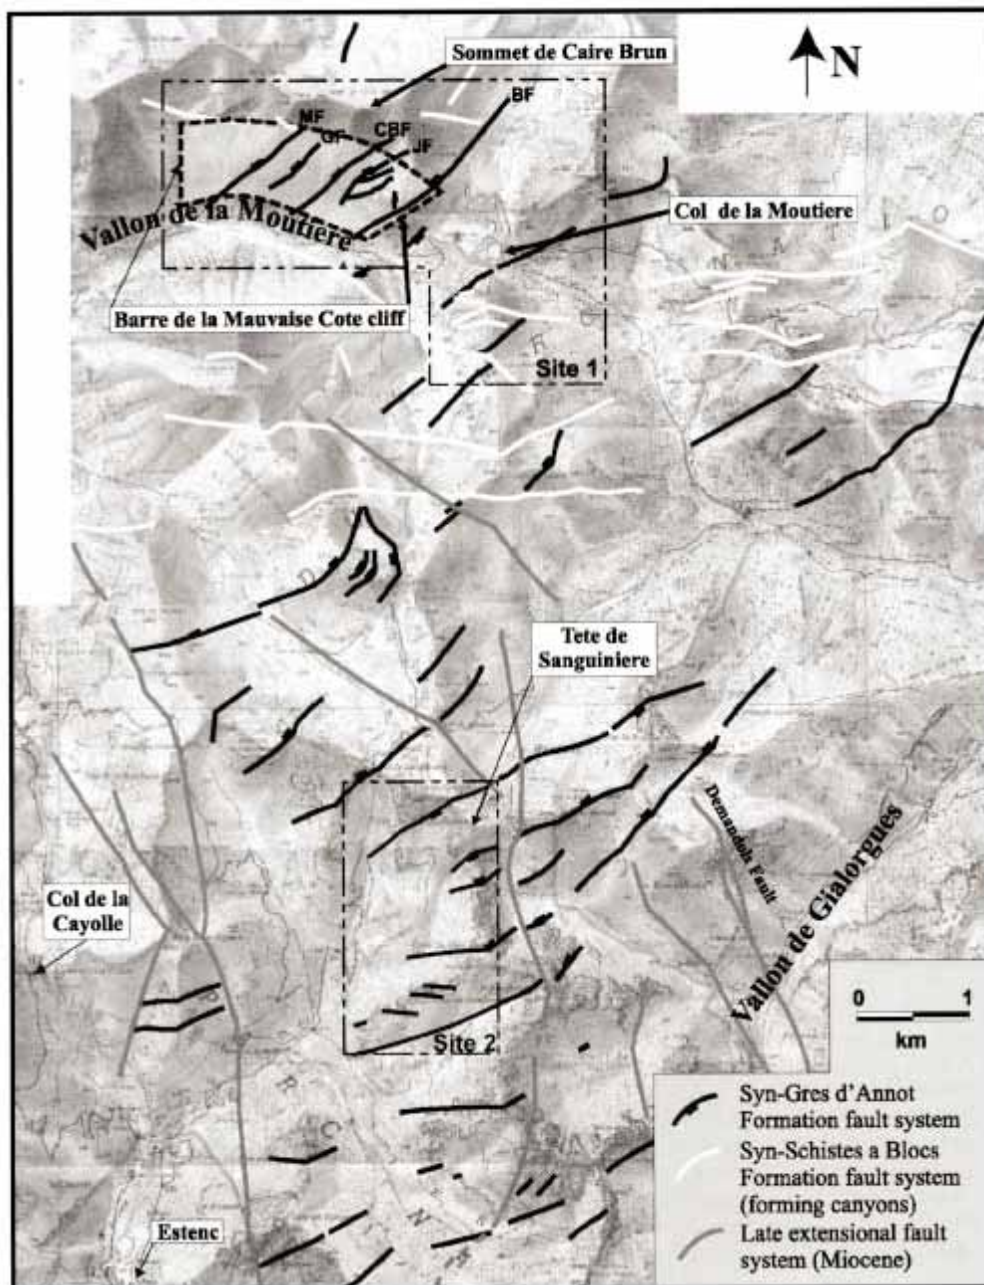 N
Sommet de Caire Brun
BF
MF
GF
CBF
JF
Vallon de la Moutiere
Col de la Moutiere
Barre de la Mauvaise Cote cliff
Site 1
Tete de
Sanguiniere
Demandols Fault
Vallon de Gialorgues
Col de la
Cayolle
Site 2
0 1
km
Syn-Gres d'Annot
Formation fault system
Syn-Schistes a Blocs
Formation fault system
(forming canyons)
Late extensional fault
system (Miocene)
Estenc